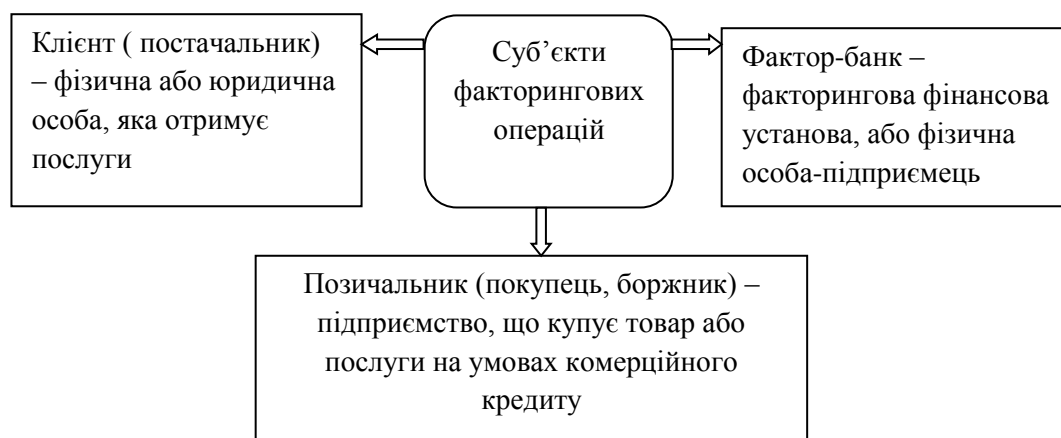 Клієнт ( постачальник)
– фізична або юридична
особа, яка отримує
послуги
Суб’єкти
факторингових
операцій
Фактор-банк –
факторингова фінансова
установа, або фізична
особа-підприємець
Позичальник (покупець, боржник) –
підприємство, що купує товар або
послуги на умовах комерційного
кредиту